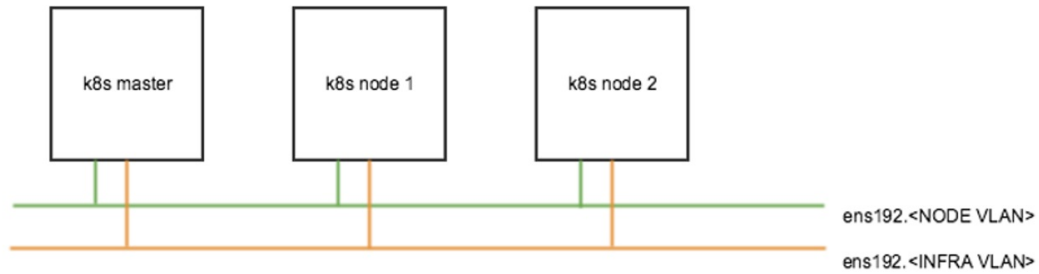 k8s master
k8s node 1
k8s node 2
ens192.<NODE VLAN>
ens192.<INFRA VLAN>